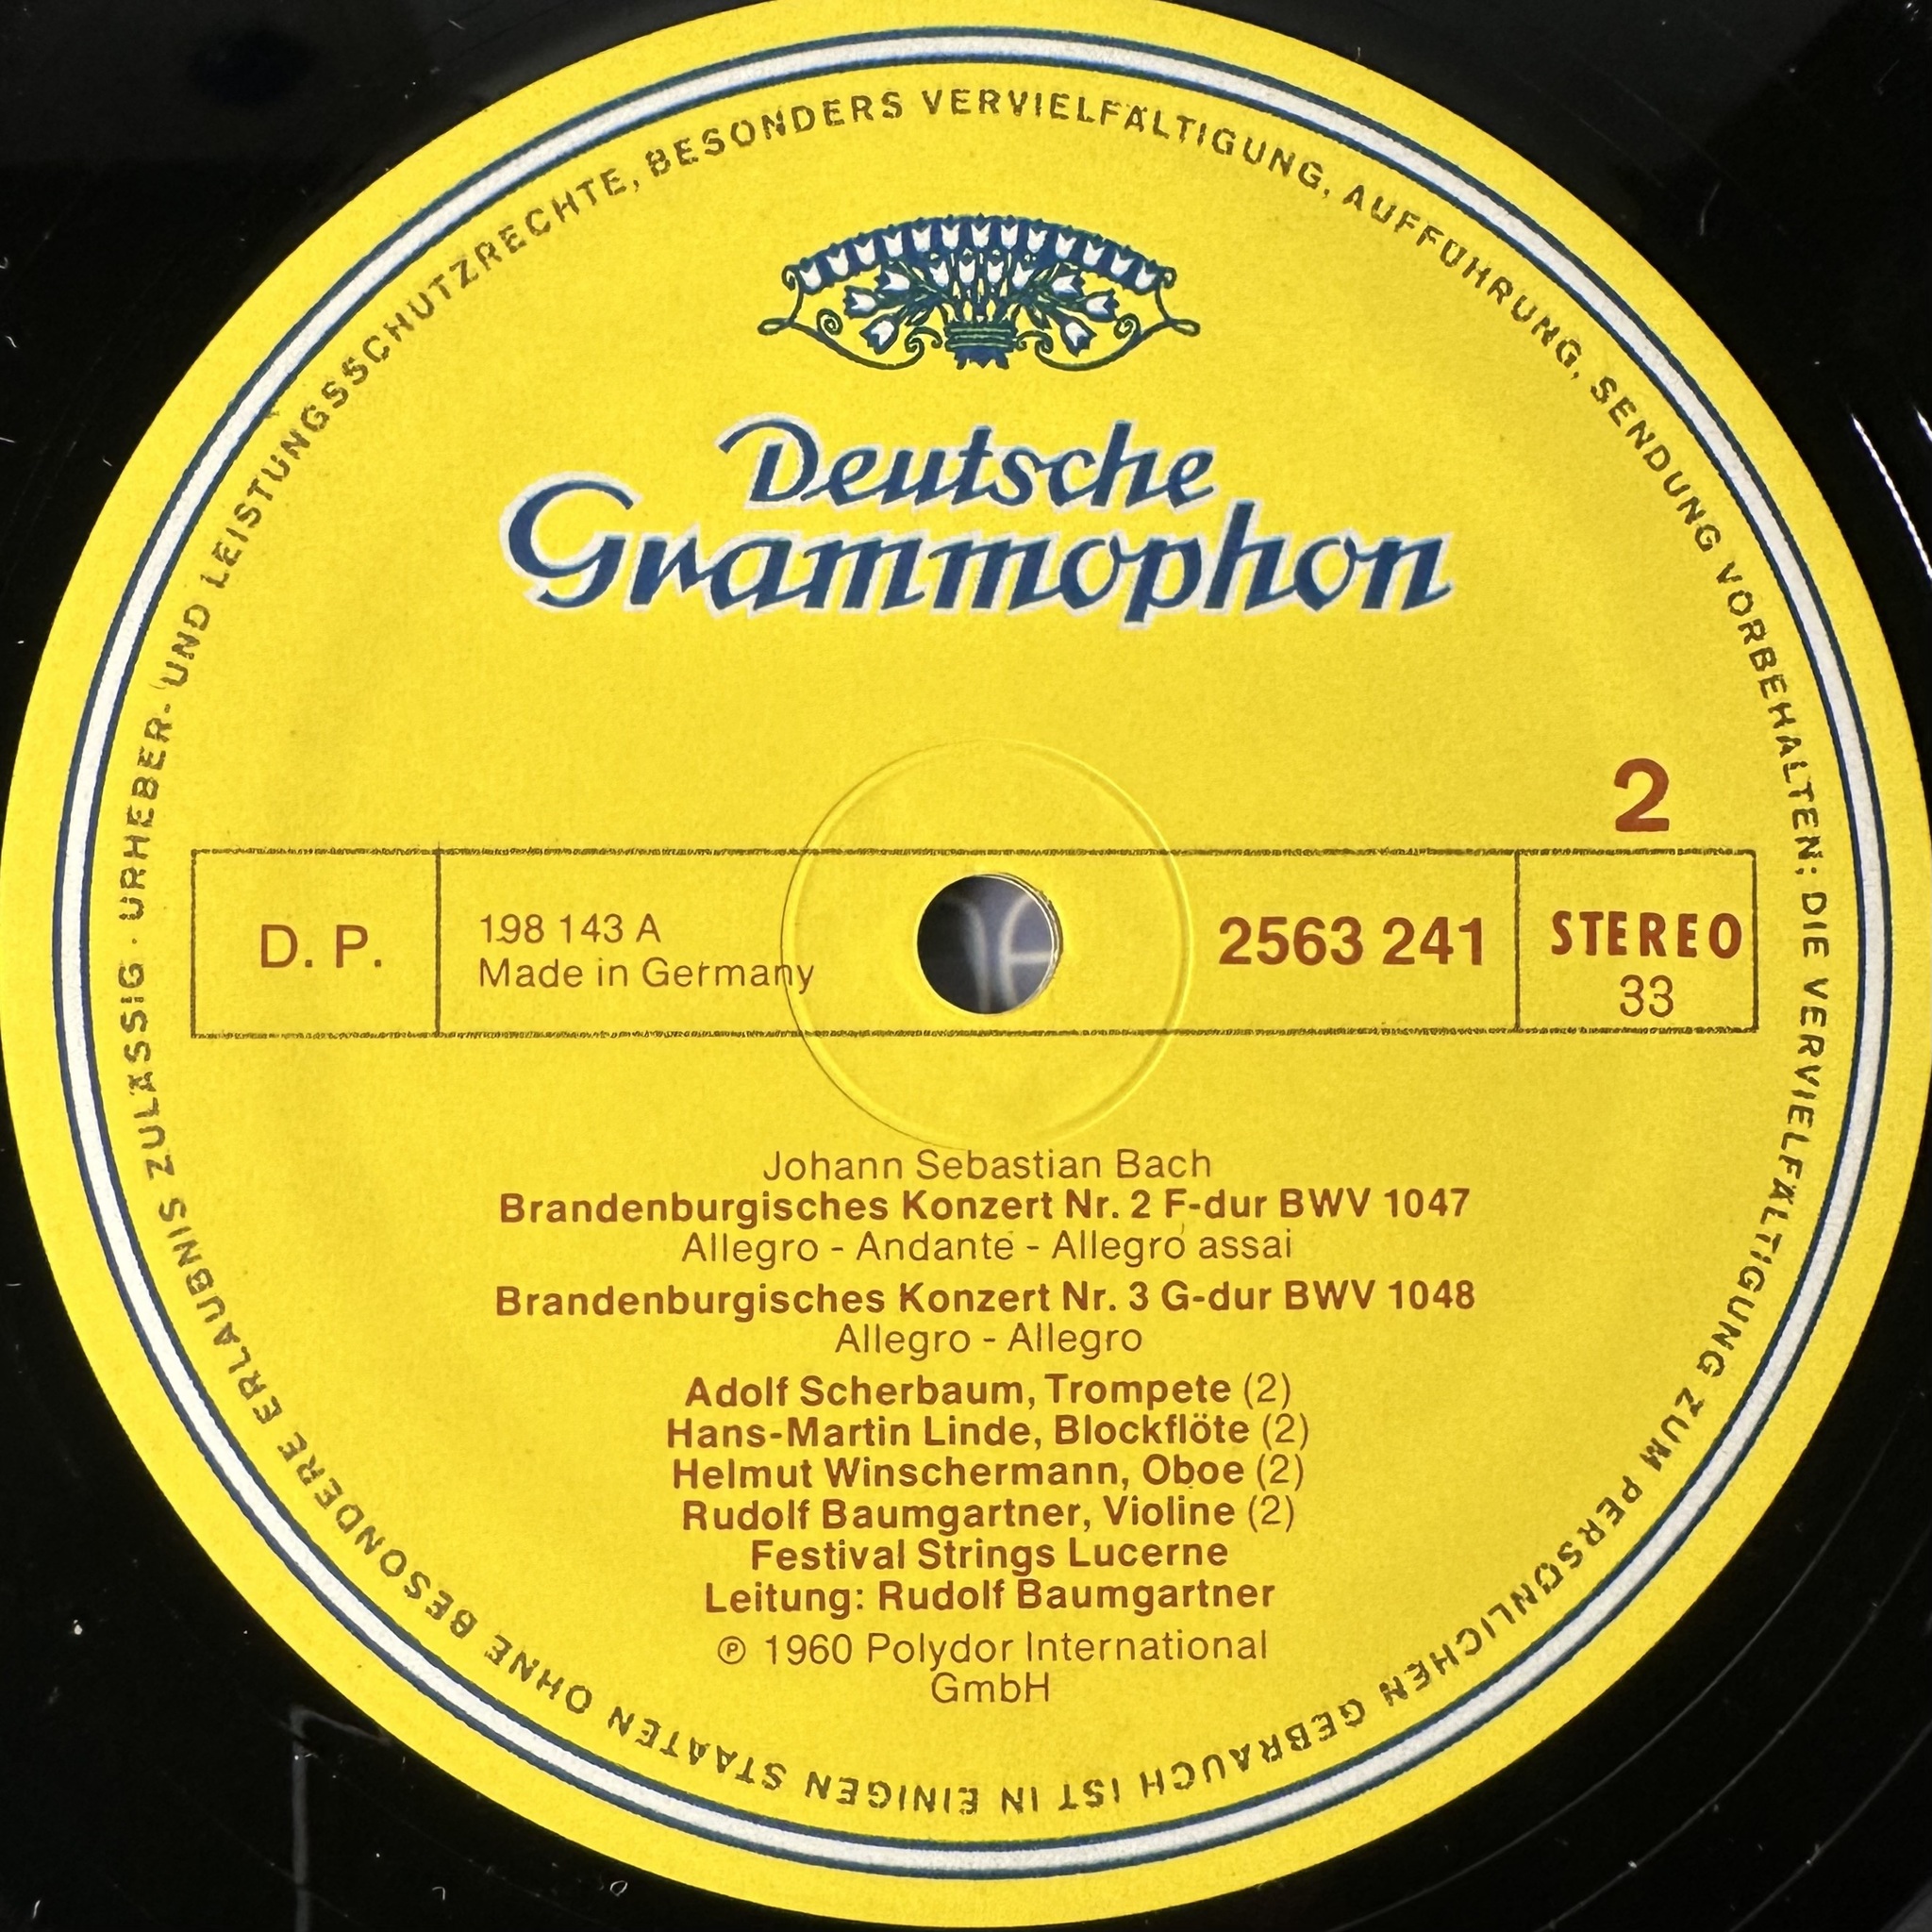 URHEBER- UND LEISTUNGSSCHUTZRECHTE, BESONDERS VERVIELFÄLTIGUNG, AUFFÜHRUNG, SENDUNG VORBEHALTEN; DIE VERVIELFÄLTIGUNG ZUM PERSÖNLICHEN GEBRAUCH IST IN EINIGEN STAATEN OHNE BESONDERE ERLAUBNIS ZULÄSSIG ·
Deutsche
Grammophon
2
D. P.
198 143 A
Made in Germany
2563 241
STEREO
33
Johann Sebastian Bach
Brandenburgisches Konzert Nr. 2 F-dur BWV 1047
Allegro - Andante - Allegro assai
Brandenburgisches Konzert Nr. 3 G-dur BWV 1048
Allegro - Allegro
Adolf Scherbaum, Trompete (2)
Hans-Martin Linde, Blockflöte (2)
Helmut Winschermann, Oboe (2)
Rudolf Baumgartner, Violine (2)
Festival Strings Lucerne
Leitung: Rudolf Baumgartner
℗ 1960 Polydor International
GmbH